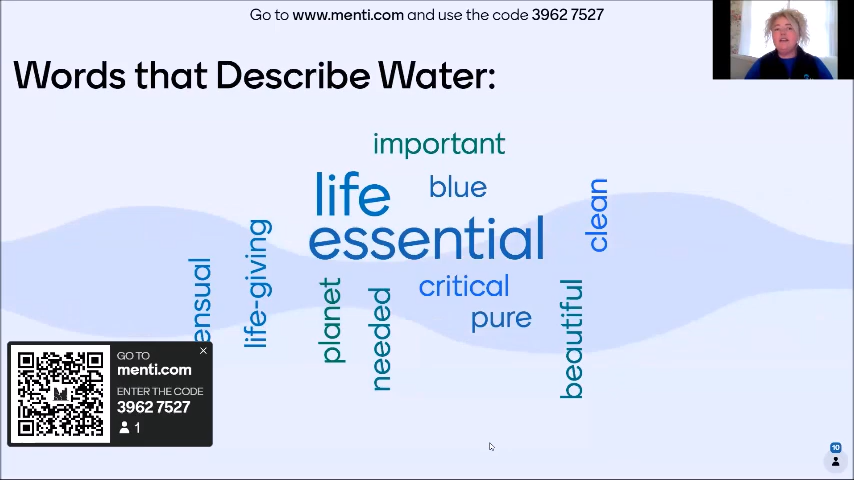 Go to www.menti.com and use the code 3962 7527
Words that Describe Water:
important
life
blue
clean
essential
life-giving
critical
planet
needed
pure
beautiful
GO TO
menti.com
ENTER THE CODE
3962 7527
1
10